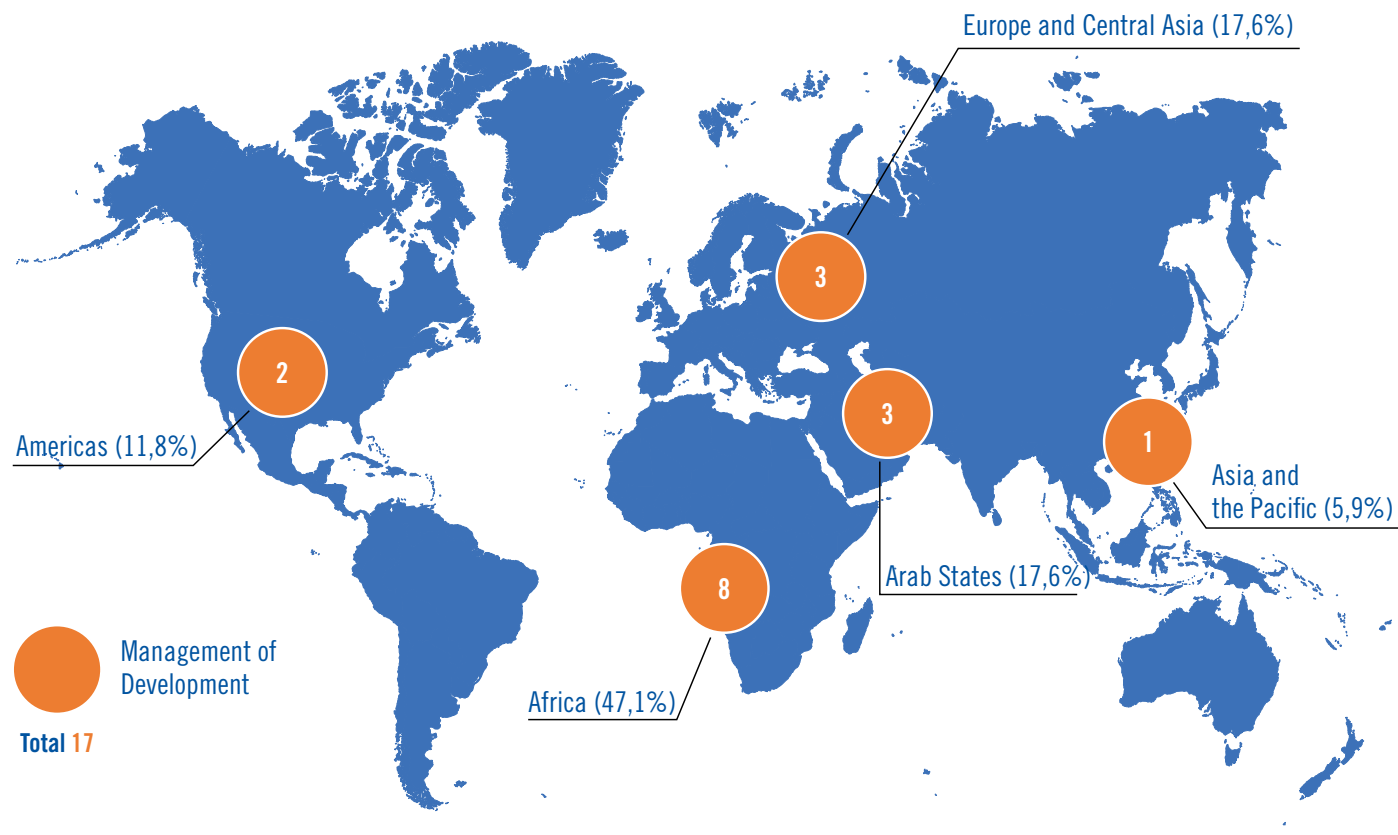 Europe and Central Asia (17,6%)
3
2
3
1
Americas (11,8%)
Asia and
the Pacific (5,9%)
Arab States (17,6%)
8
Management of
Development
Africa (47,1%)
Total 17